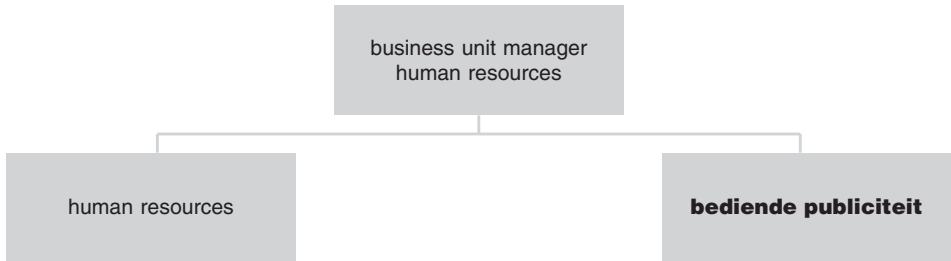 business unit manager
human resources
human resources
bediende publiciteit